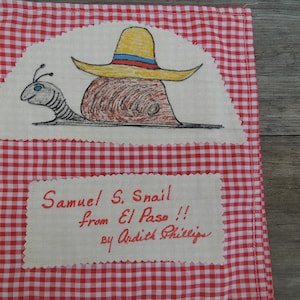 Samuel S. Snail
from El Paso !!
By Ardith Phillips